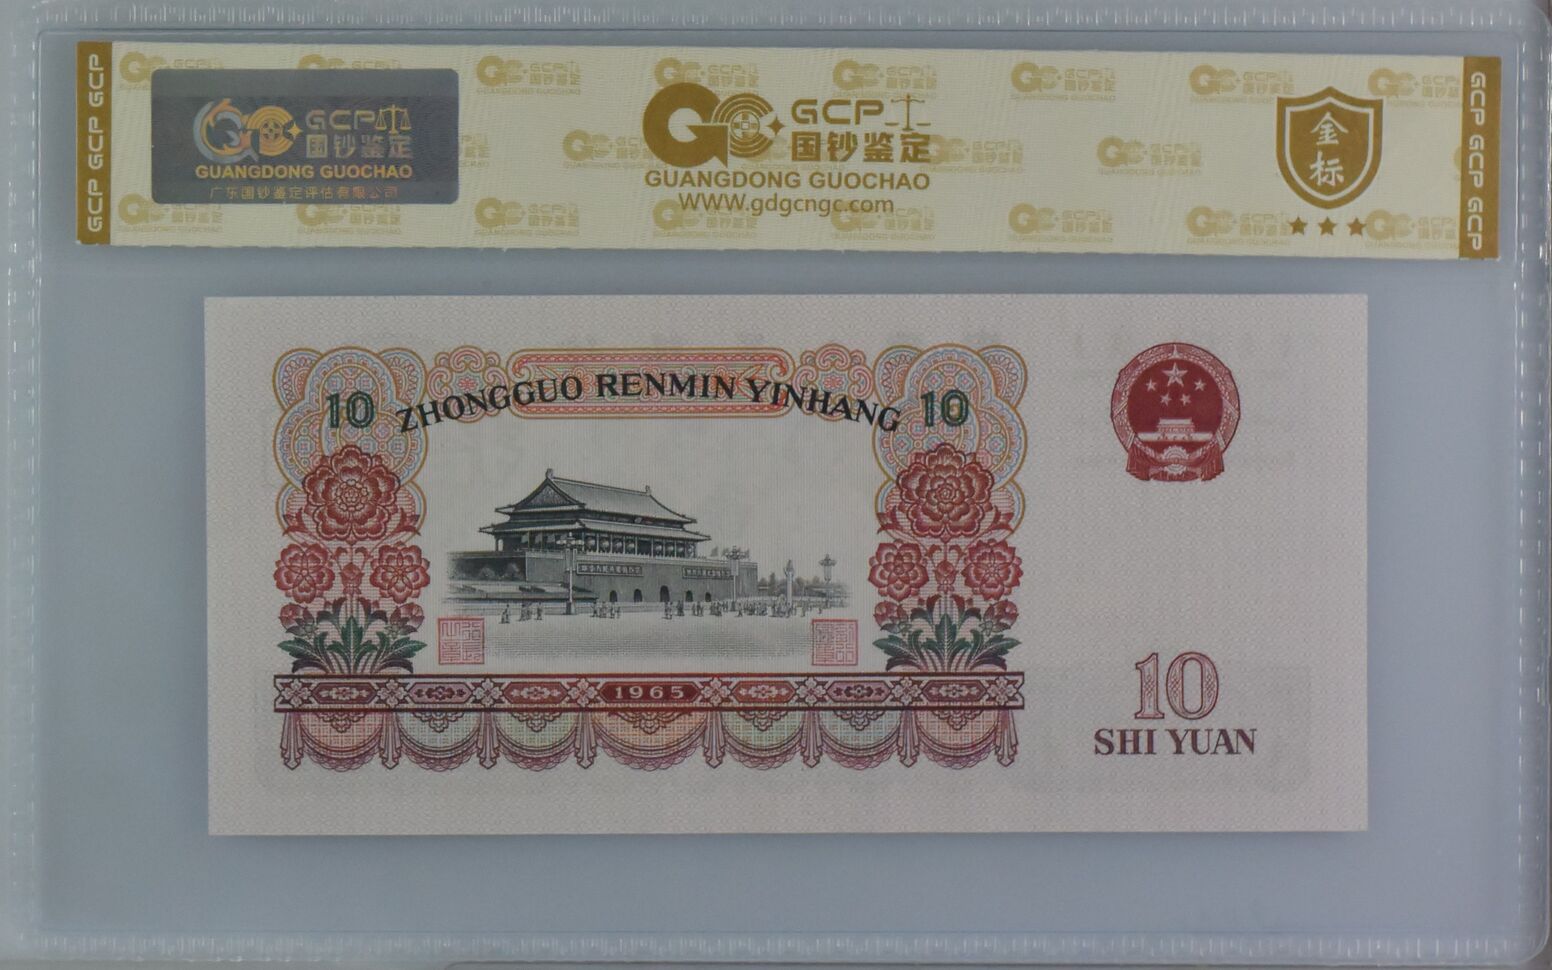 GCP GCP GCP
GCP
国钞鉴定
GUANGDONG GUOCHAO
广东国钞鉴定评估有限公司
GCP
国钞鉴定
GUANGDONG GUOCHAO
WWW.gdgcngc.com
金标
GCP GCP GCP
10 ZHONGGUO RENMIN YINHANG 10
1965
10
SHI YUAN